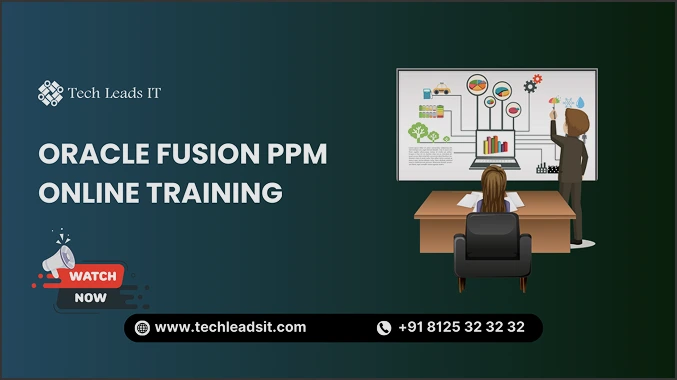 Tech Leads IT
ORACLE FUSION PPM
ONLINE TRAINING
WATCH
NOW
www.techleadsit.com
+91 8125 32 32 32